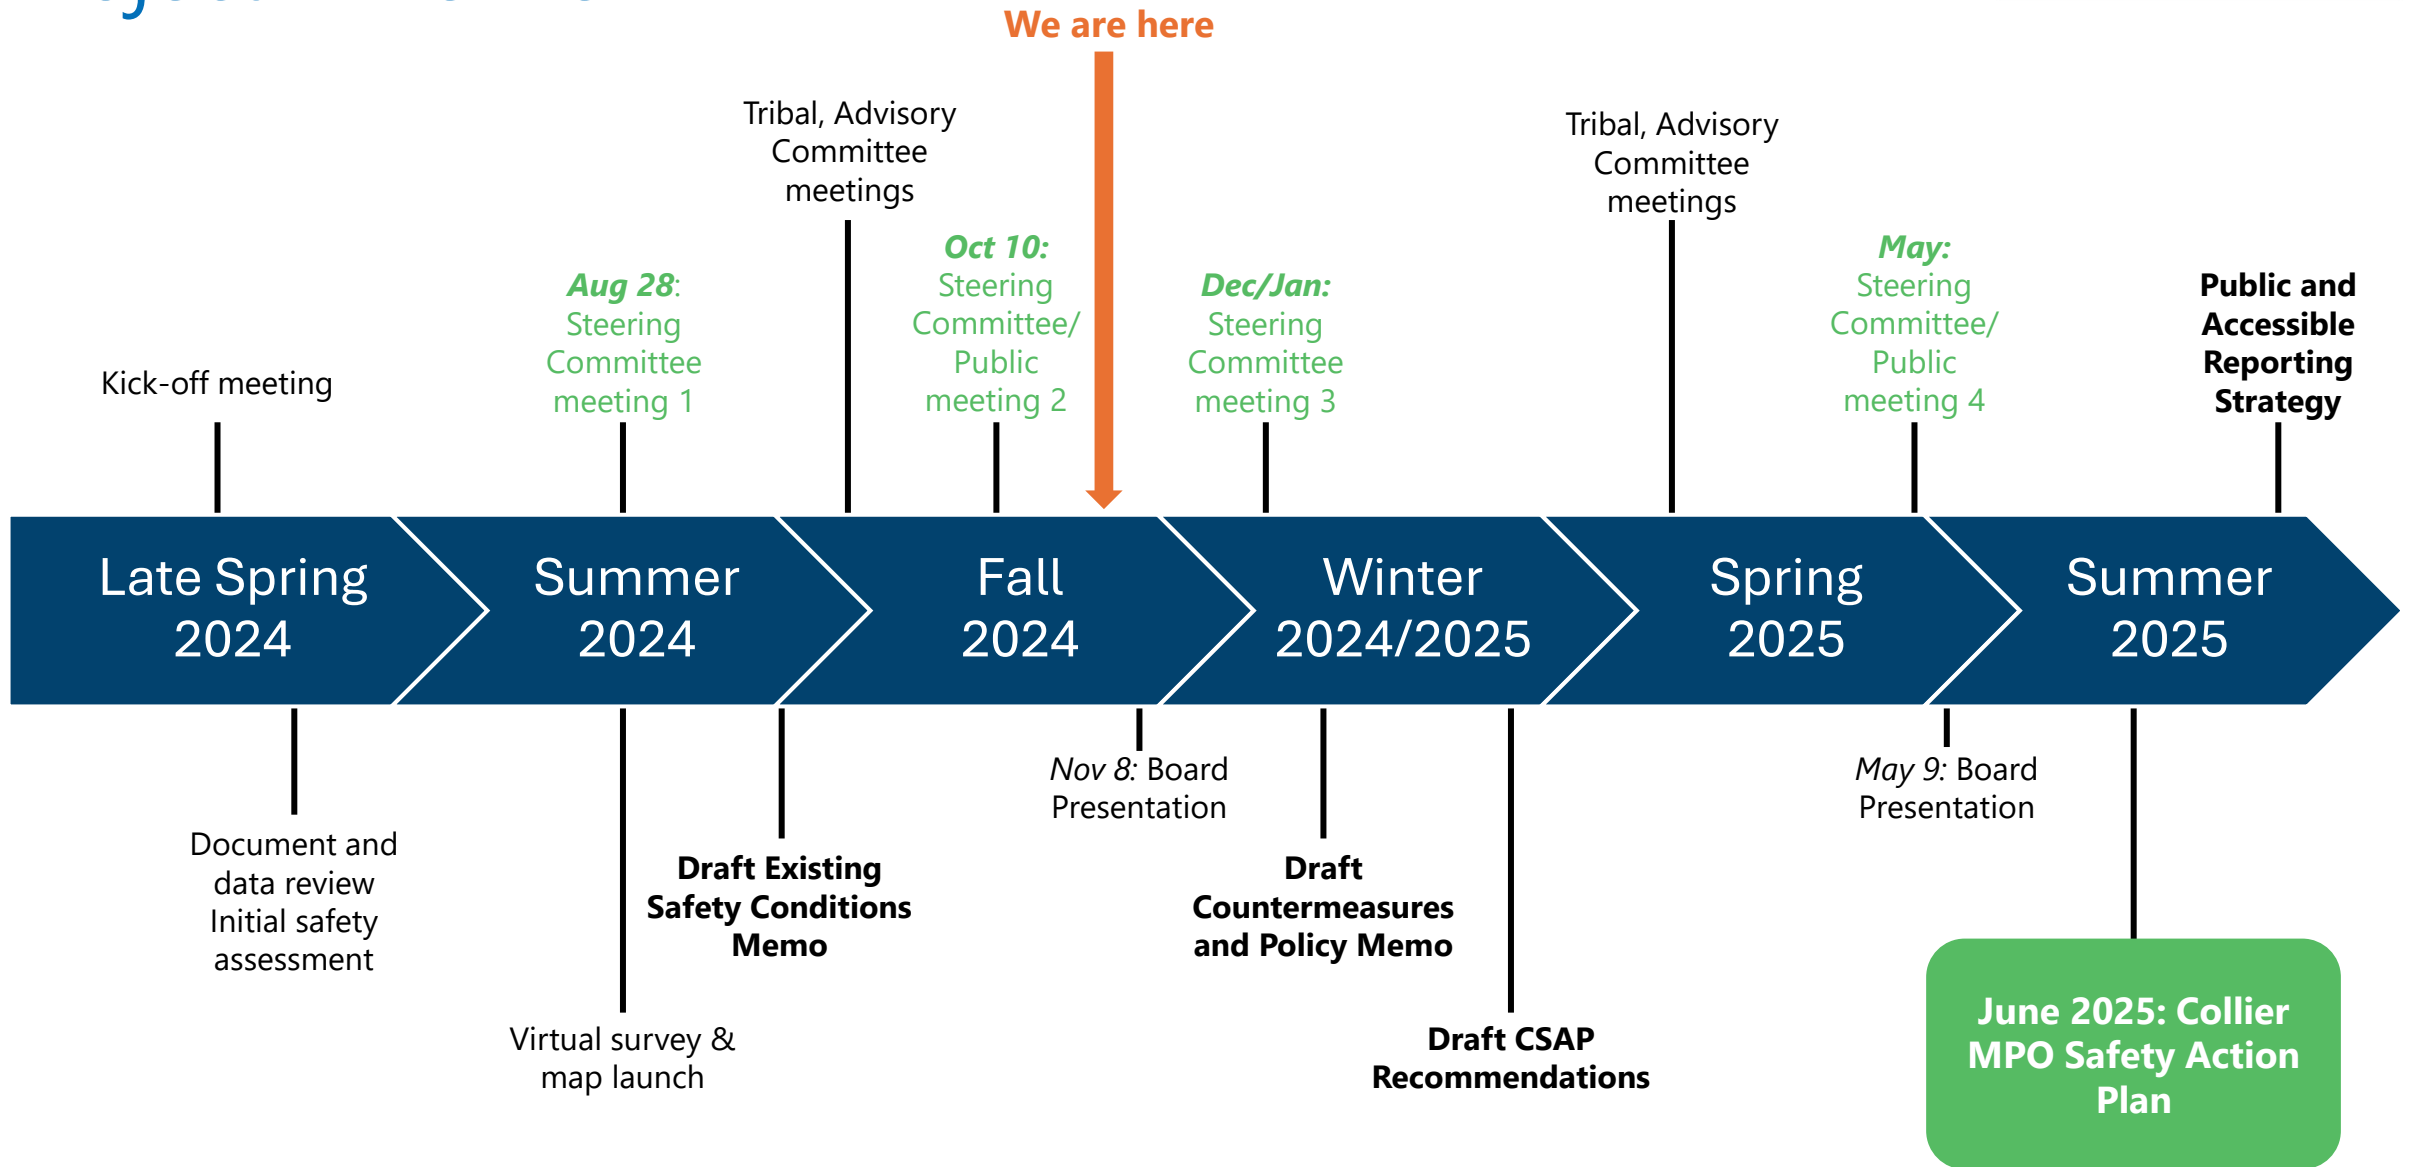 We are here
Tribal, Advisory
Committee
meetings
Tribal, Advisory
Committee
meetings
Kick-off meeting
Aug 28:
Steering
Committee
meeting 1
Oct 10:
Steering
Committee/
Public
meeting 2
Dec/Jan:
Steering
Committee
meeting 3
May:
Steering
Committee/
Public
meeting 4
Public and
Accessible
Reporting
Strategy
Late Spring
2024
Summer
2024
Fall
2024
Winter
2024/2025
Spring
2025
Summer
2025
Document and
data review
Initial safety
assessment
Virtual survey &
map launch
Draft Existing
Safety Conditions
Memo
Nov 8: Board
Presentation
Draft
Countermeasures
and Policy Memo
Draft CSAP
Recommendations
May 9: Board
Presentation
June 2025: Collier
MPO Safety Action
Plan